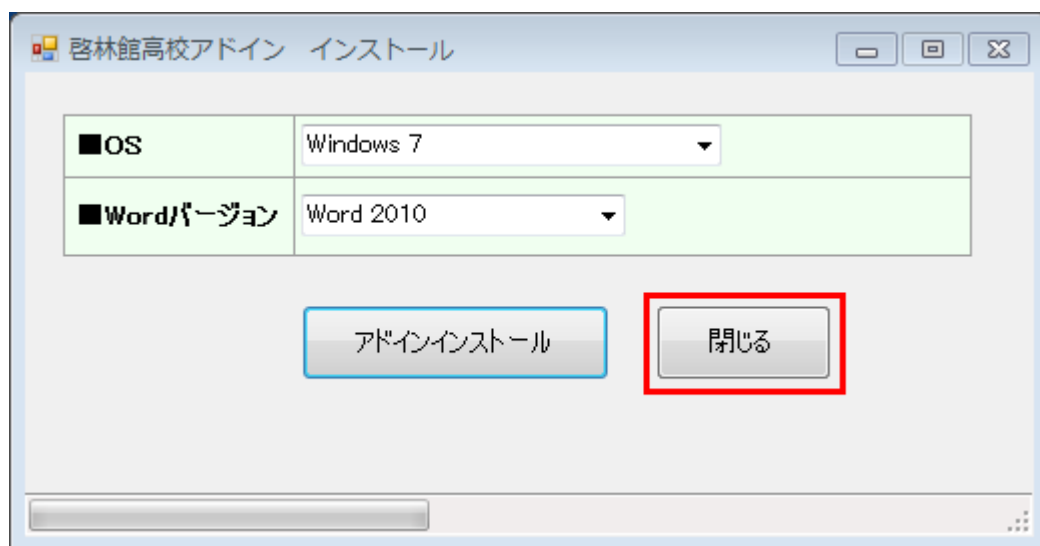 啓林館高校アドイン　インストール
■OS Windows 7
■Wordバージョン Word 2010
アドインインストール 閉じる